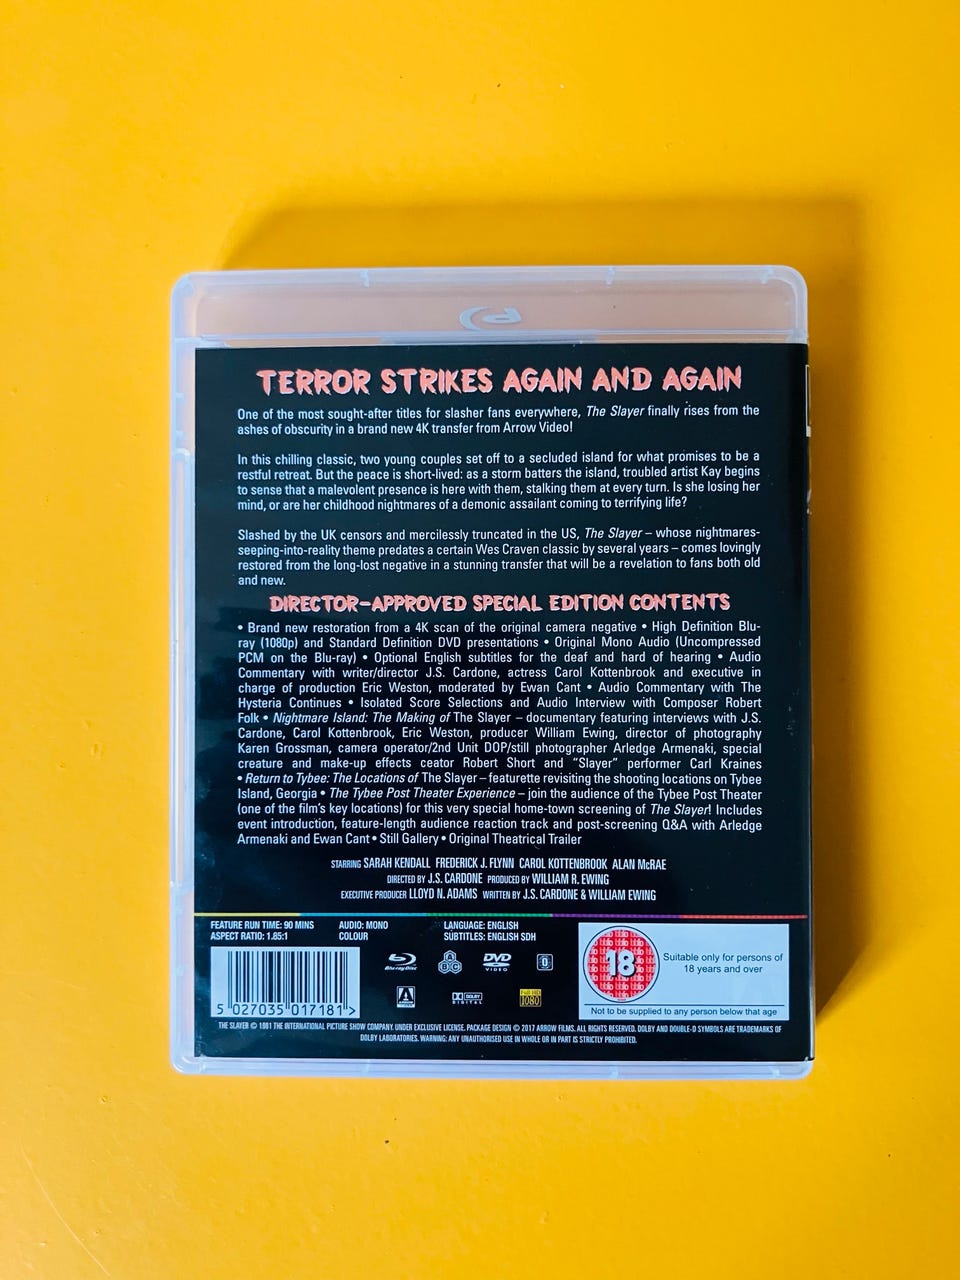 TERROR STRIKES AGAIN AND AGAIN
One of the most sought-after titles for slasher fans everywhere, The Slayer finally rises from the
ashes of obscurity in a brand new 4K transfer from Arrow Video!
In this chilling classic, two young couples set off to a secluded island for what promises to be a
restful retreat. But the peace is short-lived: as a storm batters the island, troubled artist Kay begins
to sense that a malevolent presence is here with them, stalking them at every turn. Is she losing her
mind, or are her childhood nightmares of a demonic assailant coming to terrifying life?
Slashed by the UK censors and mercilessly truncated in the US, The Slayer – whose nightmares-
seeping-into-reality theme predates a certain Wes Craven classic by several years – comes lovingly
restored from the long-lost negative in a stunning transfer that will be a revelation to fans both old
and new.
DIRECTOR-APPROVED SPECIAL EDITION CONTENTS
• Brand new restoration from a 4K scan of the original camera negative • High Definition Blu-
ray (1080p) and Standard Definition DVD presentations • Original Mono Audio (Uncompressed
PCM on the Blu-ray) • Optional English subtitles for the deaf and hard of hearing • Audio
Commentary with writer/director J.S. Cardone, actress Carol Kottenbrook and executive in
charge of production Eric Weston, moderated by Ewan Cant • Audio Commentary with The
Hysteria Continues • Isolated Score Selections and Audio Interview with Composer Robert
Folk • Nightmare Island: The Making of The Slayer – documentary featuring interviews with J.S.
Cardone, Carol Kottenbrook, Eric Weston, producer William Ewing, director of photography
Karen Grossman, camera operator/2nd Unit DOP/still photographer Arledge Armenaki, special
creature and make-up effects ceator Robert Short and "Slayer" performer Carl Kraines
• Return to Tybee: The Locations of The Slayer – featurette revisiting the shooting locations on Tybee
Island, Georgia • The Tybee Post Theater Experience – join the audience of the Tybee Post Theater
(one of the film's key locations) for this very special home-town screening of The Slayer! Includes
event introduction, feature-length audience reaction track and post-screening Q&A with Arledge
Armenaki and Ewan Cant • Still Gallery • Original Theatrical Trailer
STARRING SARAH KENDALL FREDERICK J. FLYNN CAROL KOTTENBROOK ALAN McRAE
DIRECTED BY J.S. CARDONE PRODUCED BY WILLIAM R. EWING
EXECUTIVE PRODUCER LLOYD N. ADAMS WRITTEN BY J.S. CARDONE & WILLIAM EWING
FEATURE RUN TIME: 90 MINS AUDIO: MONO LANGUAGE: ENGLISH
ASPECT RATIO: 1.85:1 COLOUR SUBTITLES: ENGLISH SDH
Blu-ray Disc A B C DVD VIDEO 0
DOLBY DIGITAL 1080
5 027035 017181 >
18
Suitable only for persons of
18 years and over
Not to be supplied to any person below that age
THE SLAYER © 1981 THE INTERNATIONAL PICTURE SHOW COMPANY. UNDER EXCLUSIVE LICENSE. PACKAGE DESIGN © 2017 ARROW FILMS. ALL RIGHTS RESERVED. DOLBY AND DOUBLE-D SYMBOLS ARE TRADEMARKS OF
DOLBY LABORATORIES. WARNING: ANY UNAUTHORISED USE IN WHOLE OR IN PART IS STRICTLY PROHIBITED.